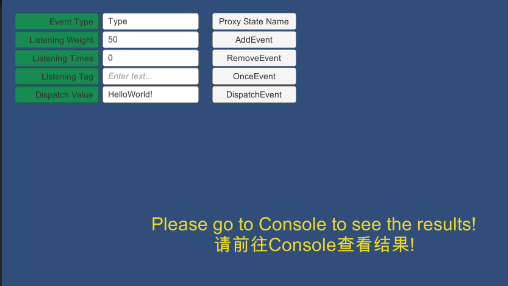 Event Type Type Proxy State Name
Listening Weight 50 AddEvent
Listening Times 0 RemoveEvent
Listening Tag Enter text... OnceEvent
Dispatch Value HelloWorld! DispatchEvent
Please go to Console to see the results!
请前往Console查看结果!